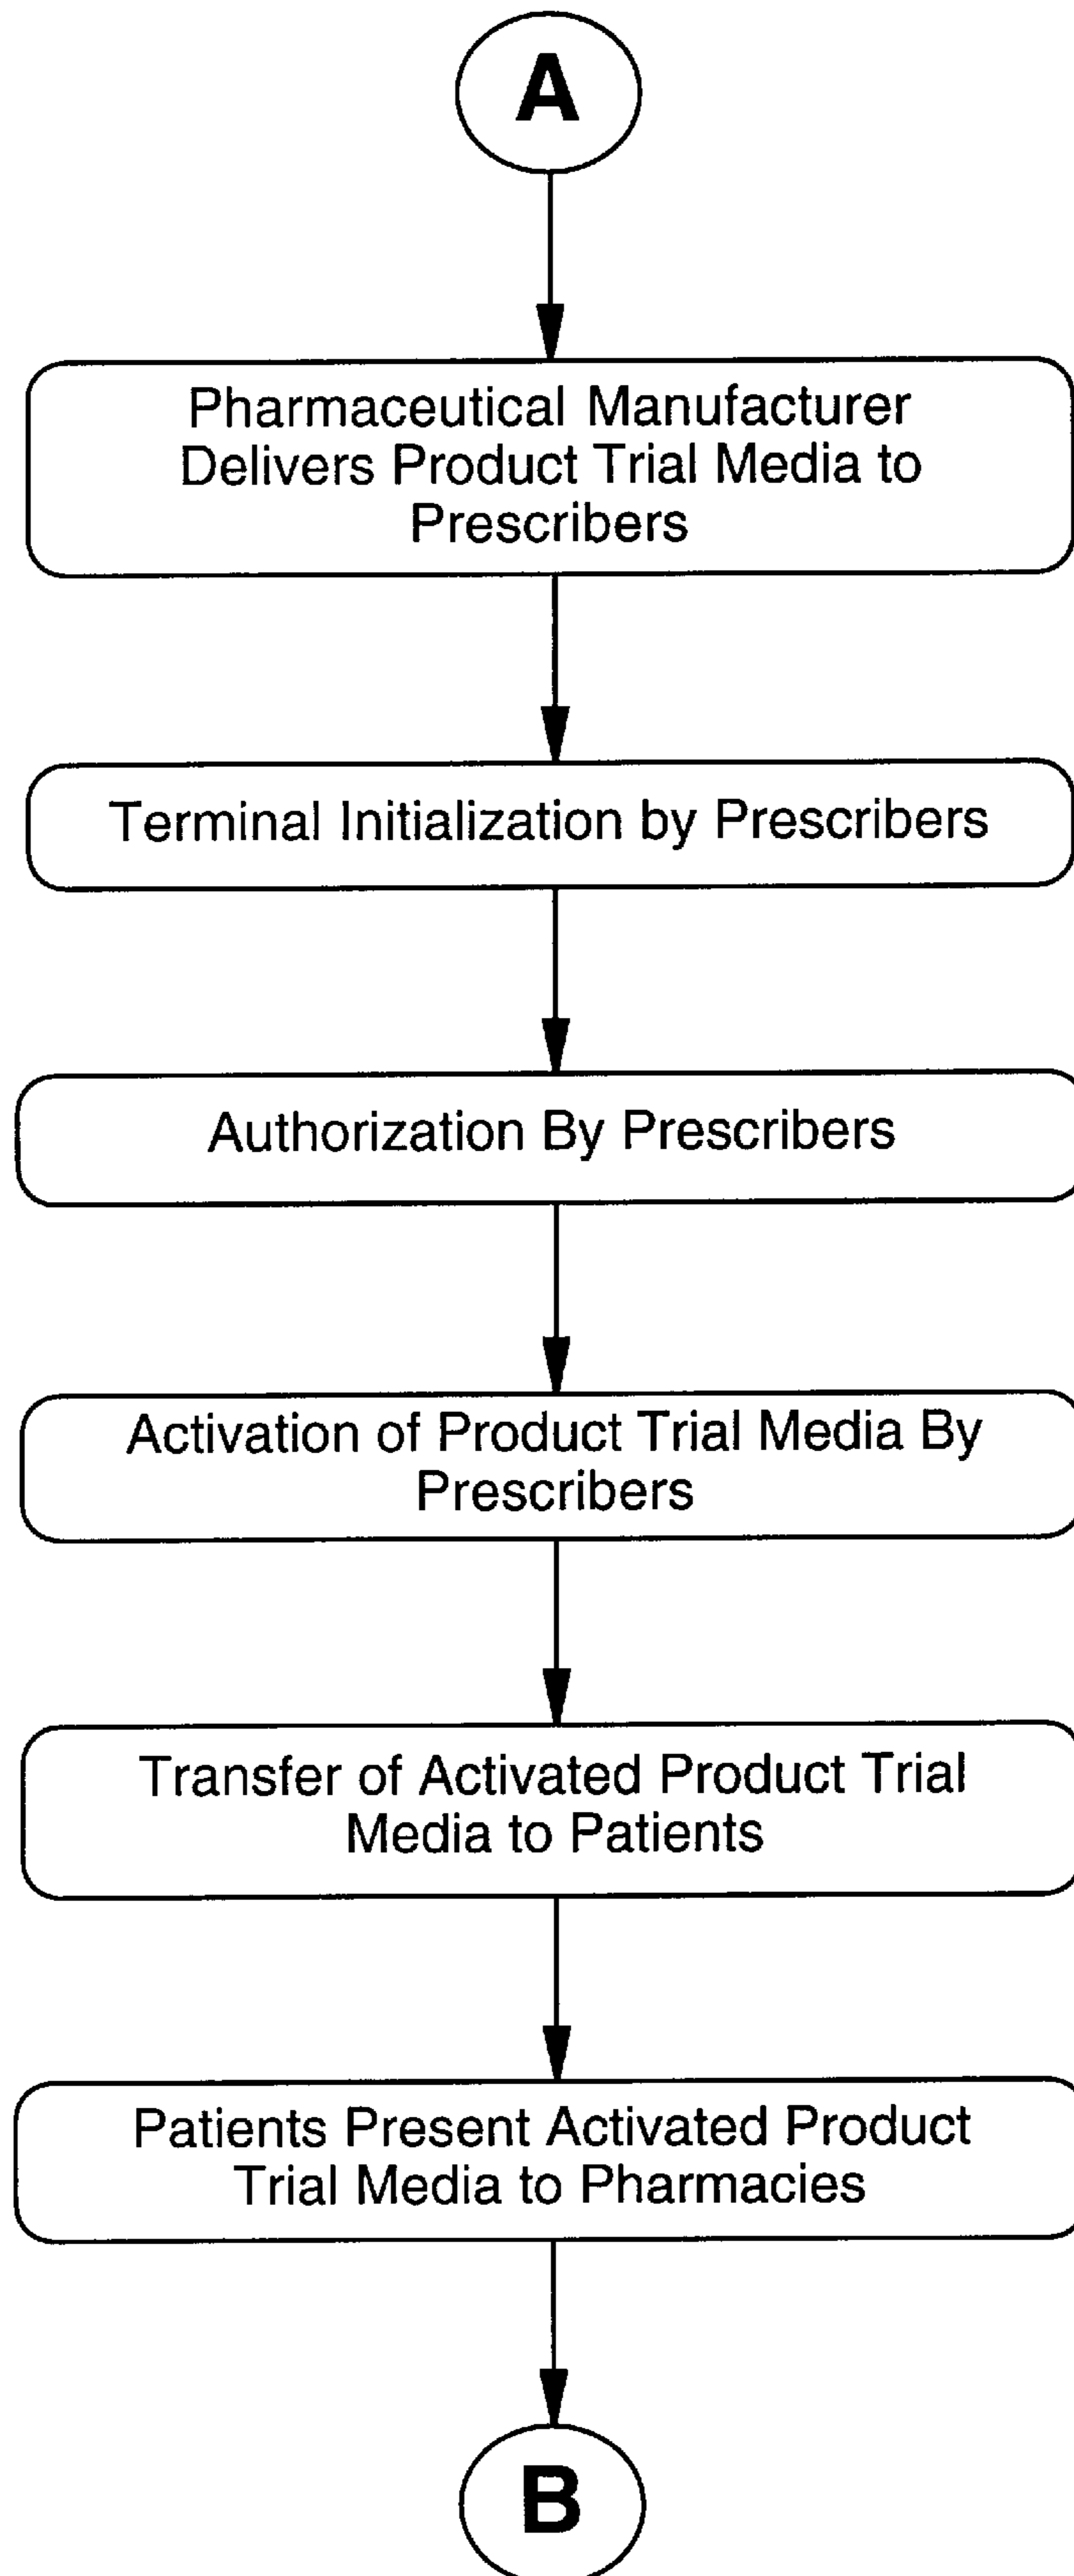 A
Pharmaceutical Manufacturer
Delivers Product Trial Media to
Prescribers
Terminal Initialization by Prescribers
Authorization By Prescribers
Activation of Product Trial Media By
Prescribers
Transfer of Activated Product Trial
Media to Patients
Patients Present Activated Product
Trial Media to Pharmacies
B